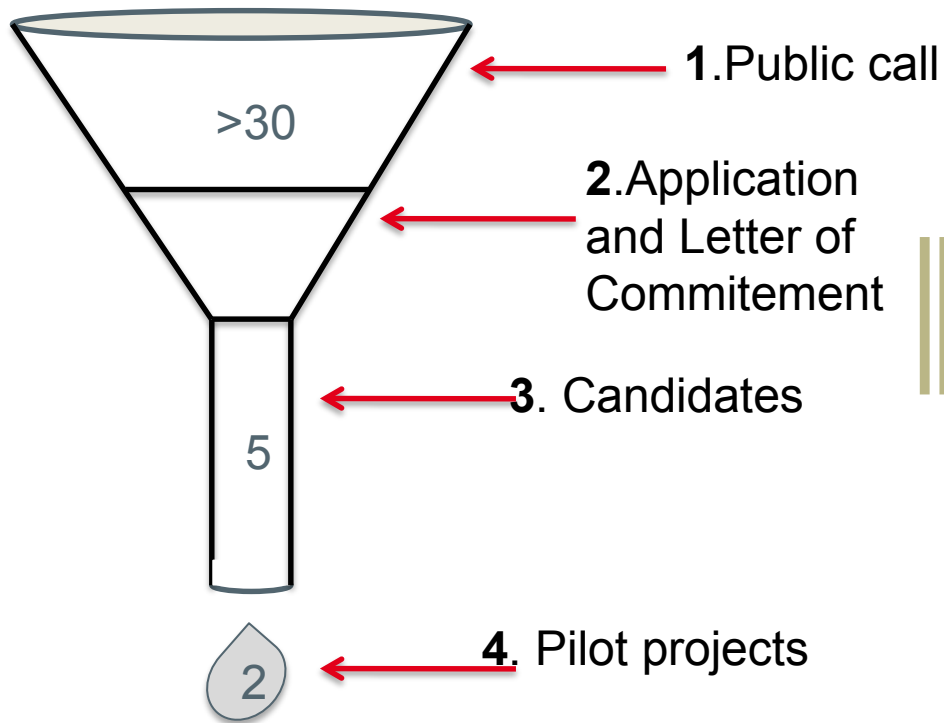 1.Public call
>30
2.Application
and Letter of
Commitement
3. Candidates
5
4. Pilot projects
2